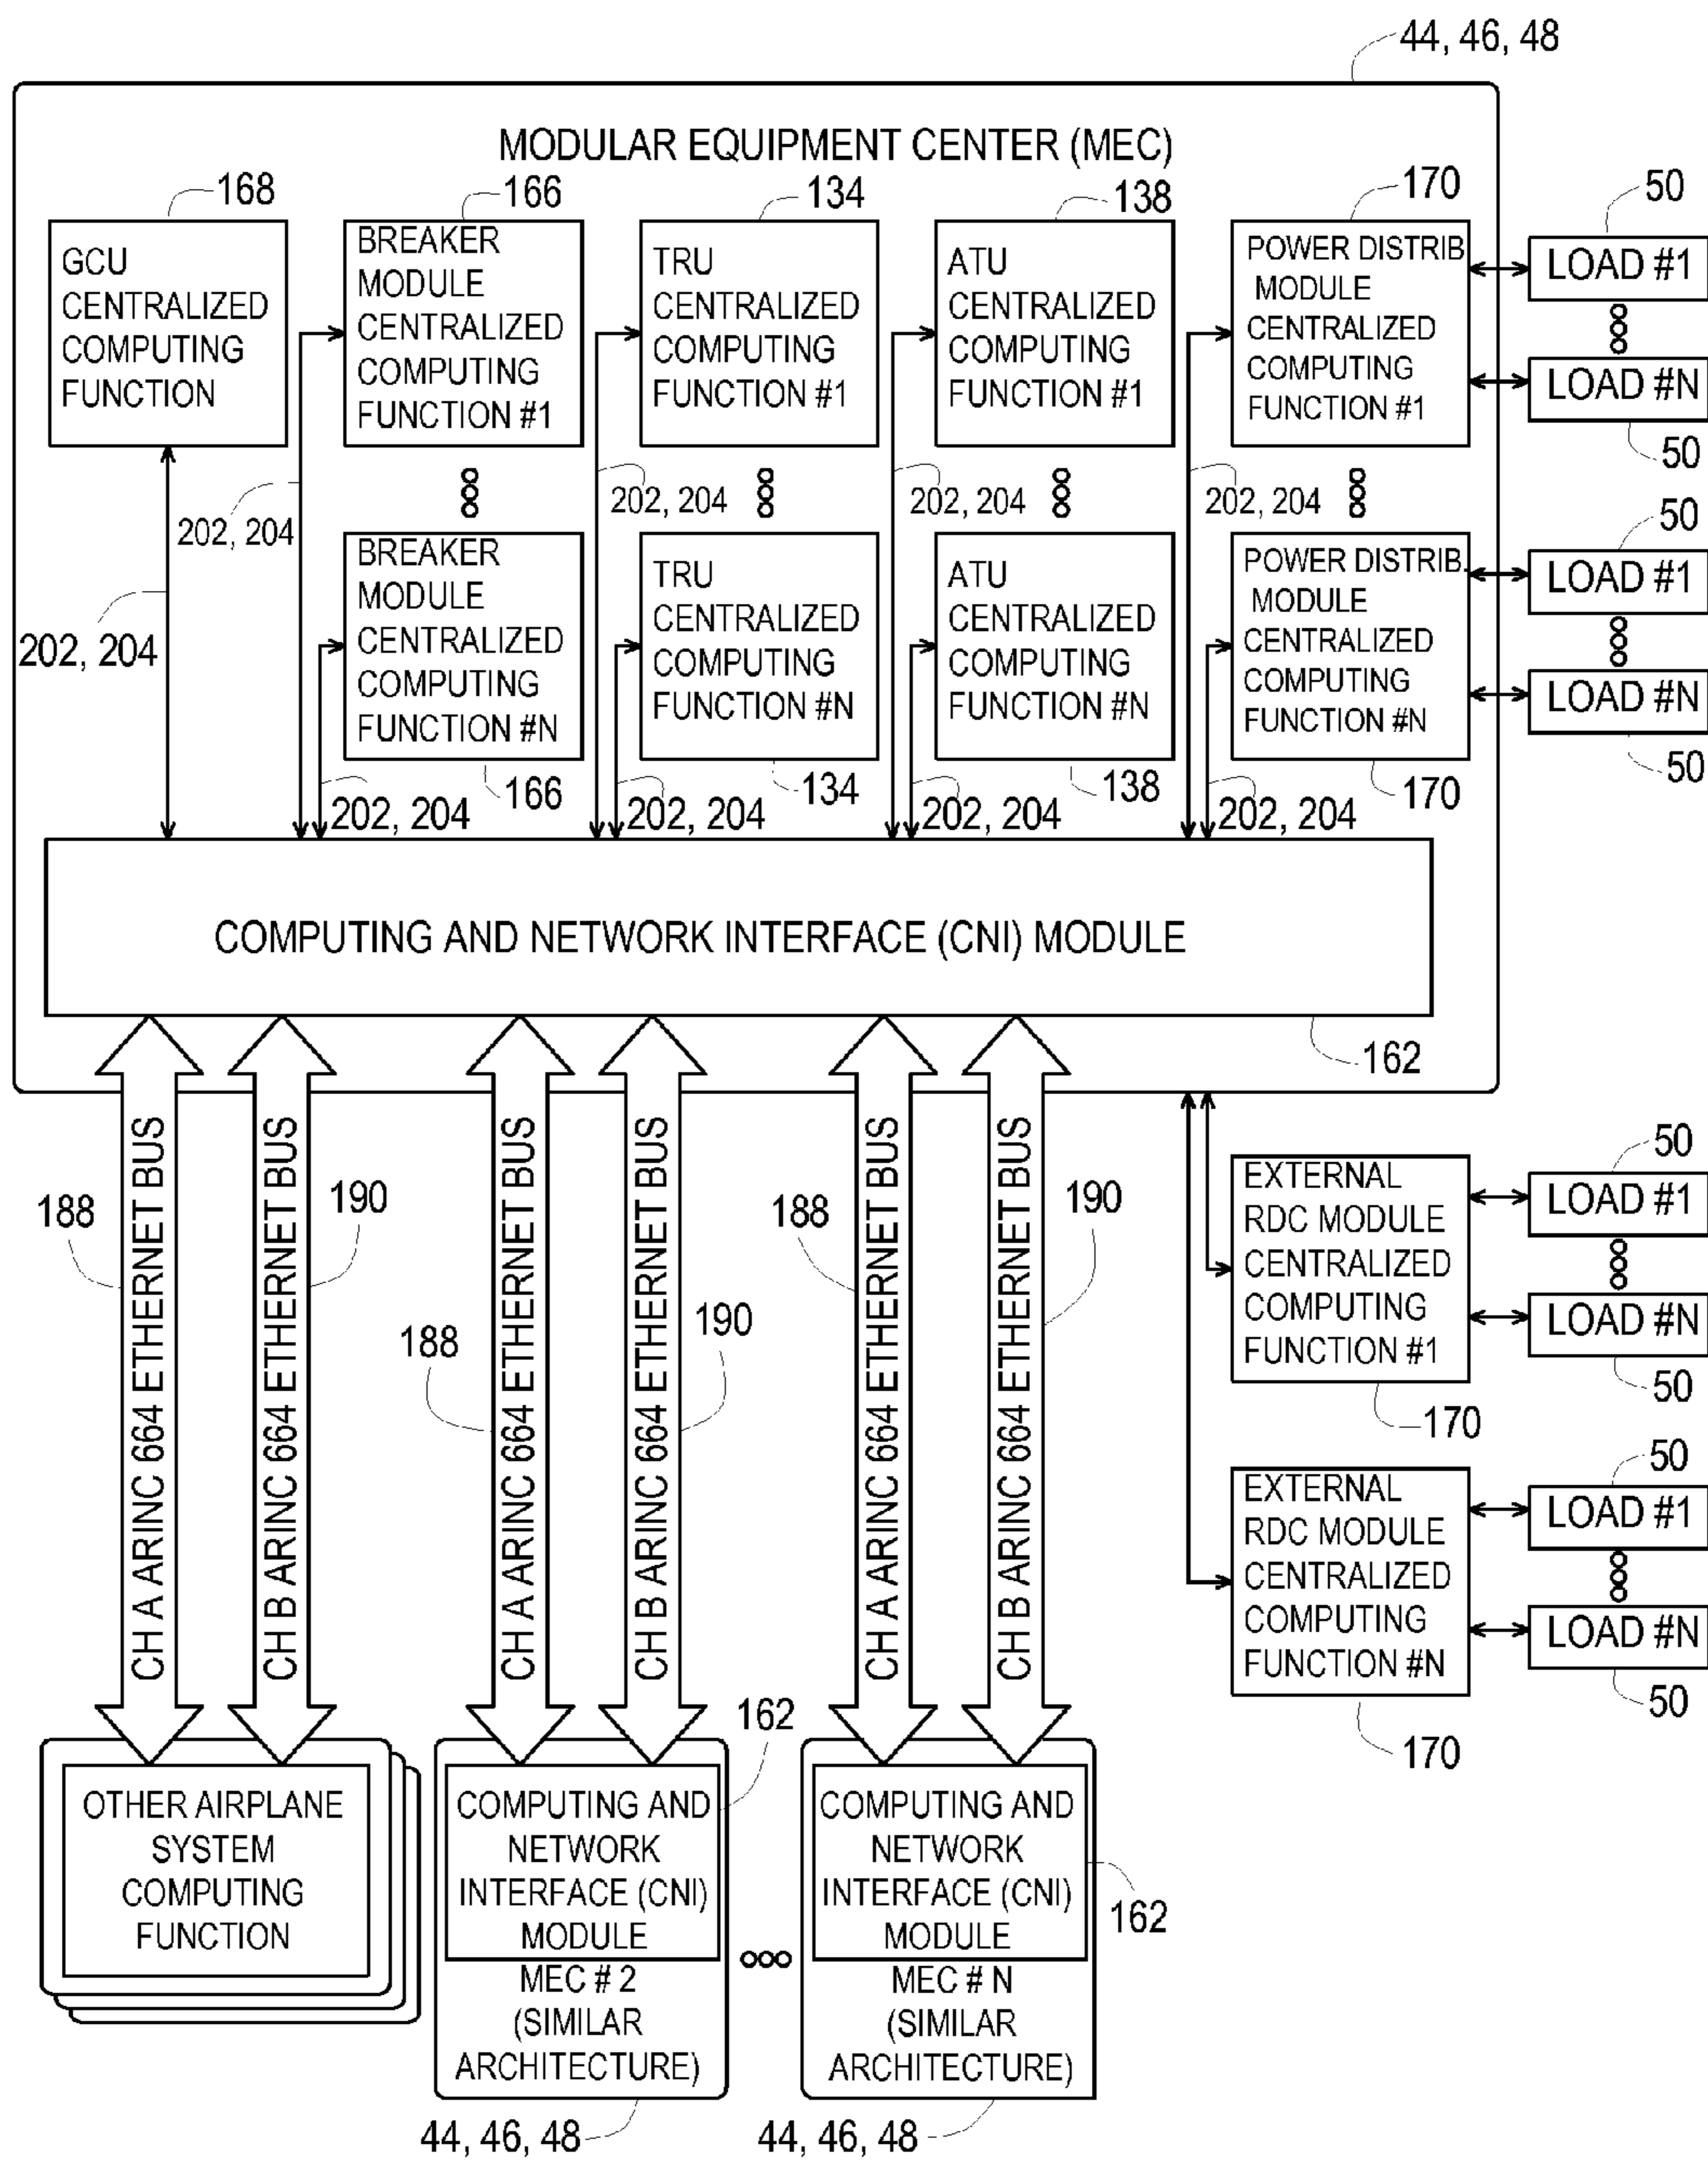 44, 46, 48
MODULAR EQUIPMENT CENTER (MEC)
168
166
134
138
170
50
GCU
CENTRALIZED
COMPUTING
FUNCTION
BREAKER
MODULE
CENTRALIZED
COMPUTING
FUNCTION #1
TRU
CENTRALIZED
COMPUTING
FUNCTION #1
ATU
CENTRALIZED
COMPUTING
FUNCTION #1
POWER DISTRIB
MODULE
CENTRALIZED
COMPUTING
FUNCTION #1
LOAD #1
LOAD #N
50
202, 204
202, 204
202, 204
202, 204
202, 204
50
BREAKER
MODULE
CENTRALIZED
COMPUTING
FUNCTION #N
TRU
CENTRALIZED
COMPUTING
FUNCTION #N
ATU
CENTRALIZED
COMPUTING
FUNCTION #N
POWER DISTRIB.
MODULE
CENTRALIZED
COMPUTING
FUNCTION #N
LOAD #1
LOAD #N
50
166
134
138
170
202, 204
202, 204
202, 204
202, 204
COMPUTING AND NETWORK INTERFACE (CNI) MODULE
162
CH A ARINC 664 ETHERNET BUS
CH B ARINC 664 ETHERNET BUS
CH A ARINC 664 ETHERNET BUS
CH B ARINC 664 ETHERNET BUS
CH A ARINC 664 ETHERNET BUS
CH B ARINC 664 ETHERNET BUS
188
190
188
190
188
190
50
EXTERNAL
RDC MODULE
CENTRALIZED
COMPUTING
FUNCTION #1
LOAD #1
LOAD #N
50
170
50
EXTERNAL
RDC MODULE
CENTRALIZED
COMPUTING
FUNCTION #N
LOAD #1
LOAD #N
50
170
OTHER AIRPLANE
SYSTEM
COMPUTING
FUNCTION
162
COMPUTING AND
NETWORK
INTERFACE (CNI)
MODULE
MEC # 2
(SIMILAR
ARCHITECTURE)
44, 46, 48
COMPUTING AND
NETWORK
INTERFACE (CNI)
MODULE
162
MEC # N
(SIMILAR
ARCHITECTURE)
44, 46, 48